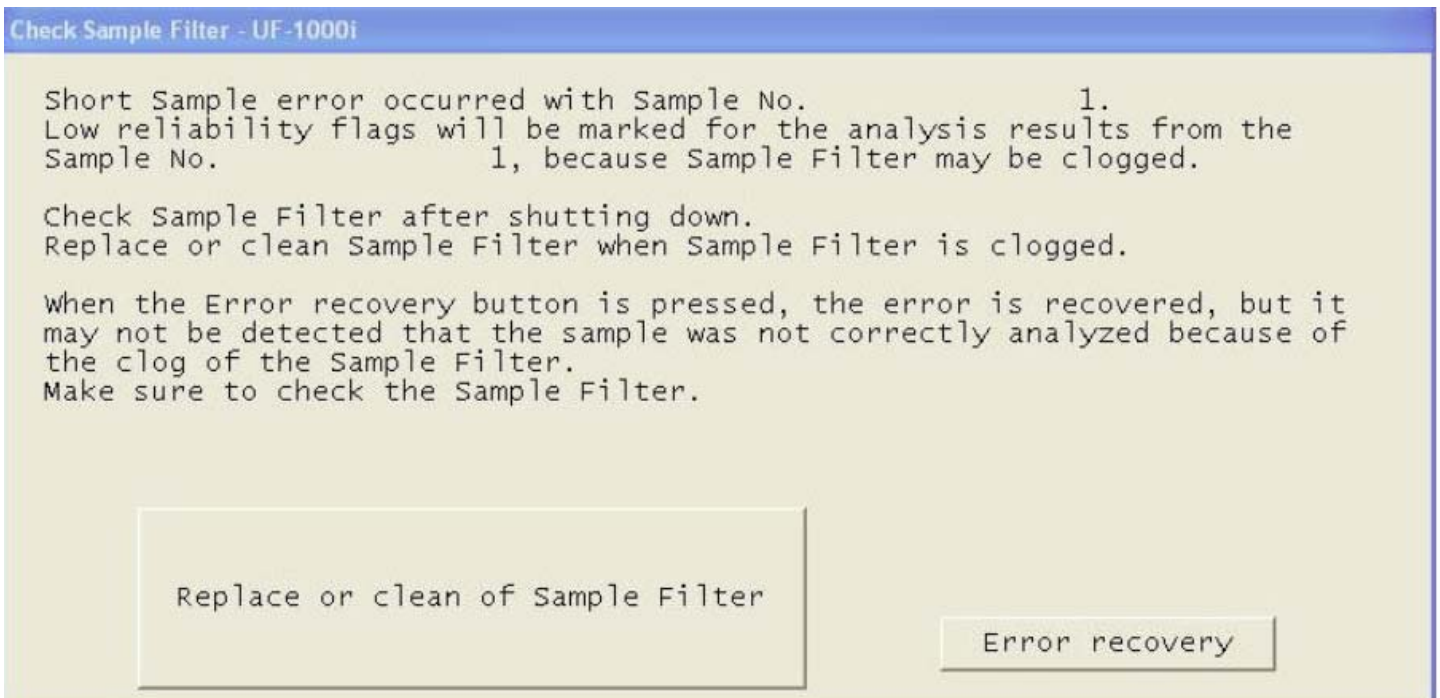 Check Sample Filter - UF-1000i
Short Sample error occurred with Sample No. 1.
Low reliability flags will be marked for the analysis results from the
Sample No. 1, because Sample Filter may be clogged.
Check Sample Filter after shutting down.
Replace or clean Sample Filter when Sample Filter is clogged.
When the Error recovery button is pressed, the error is recovered, but it
may not be detected that the sample was not correctly analyzed because of
the clog of the Sample Filter.
Make sure to check the Sample Filter.
Replace or clean of Sample Filter
Error recovery